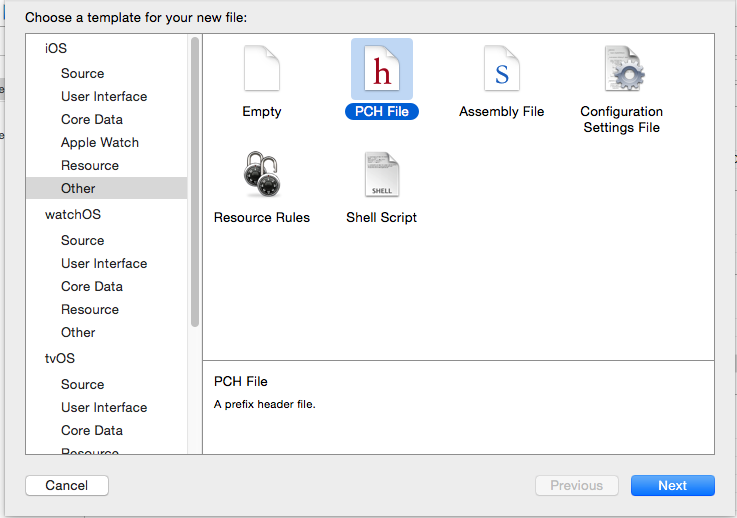 Choose a template for your new file:
iOS
Source
User Interface
Core Data
Apple Watch
Resource
Other
watchOS
Source
User Interface
Core Data
Resource
Other
tvOS
Source
User Interface
Core Data
Resource
h
Empty
PCH File
S
Assembly File
Configuration
Settings File
Resource Rules
SHELL
Shell Script
PCH File
A prefix header file.
Cancel
Previous
Next